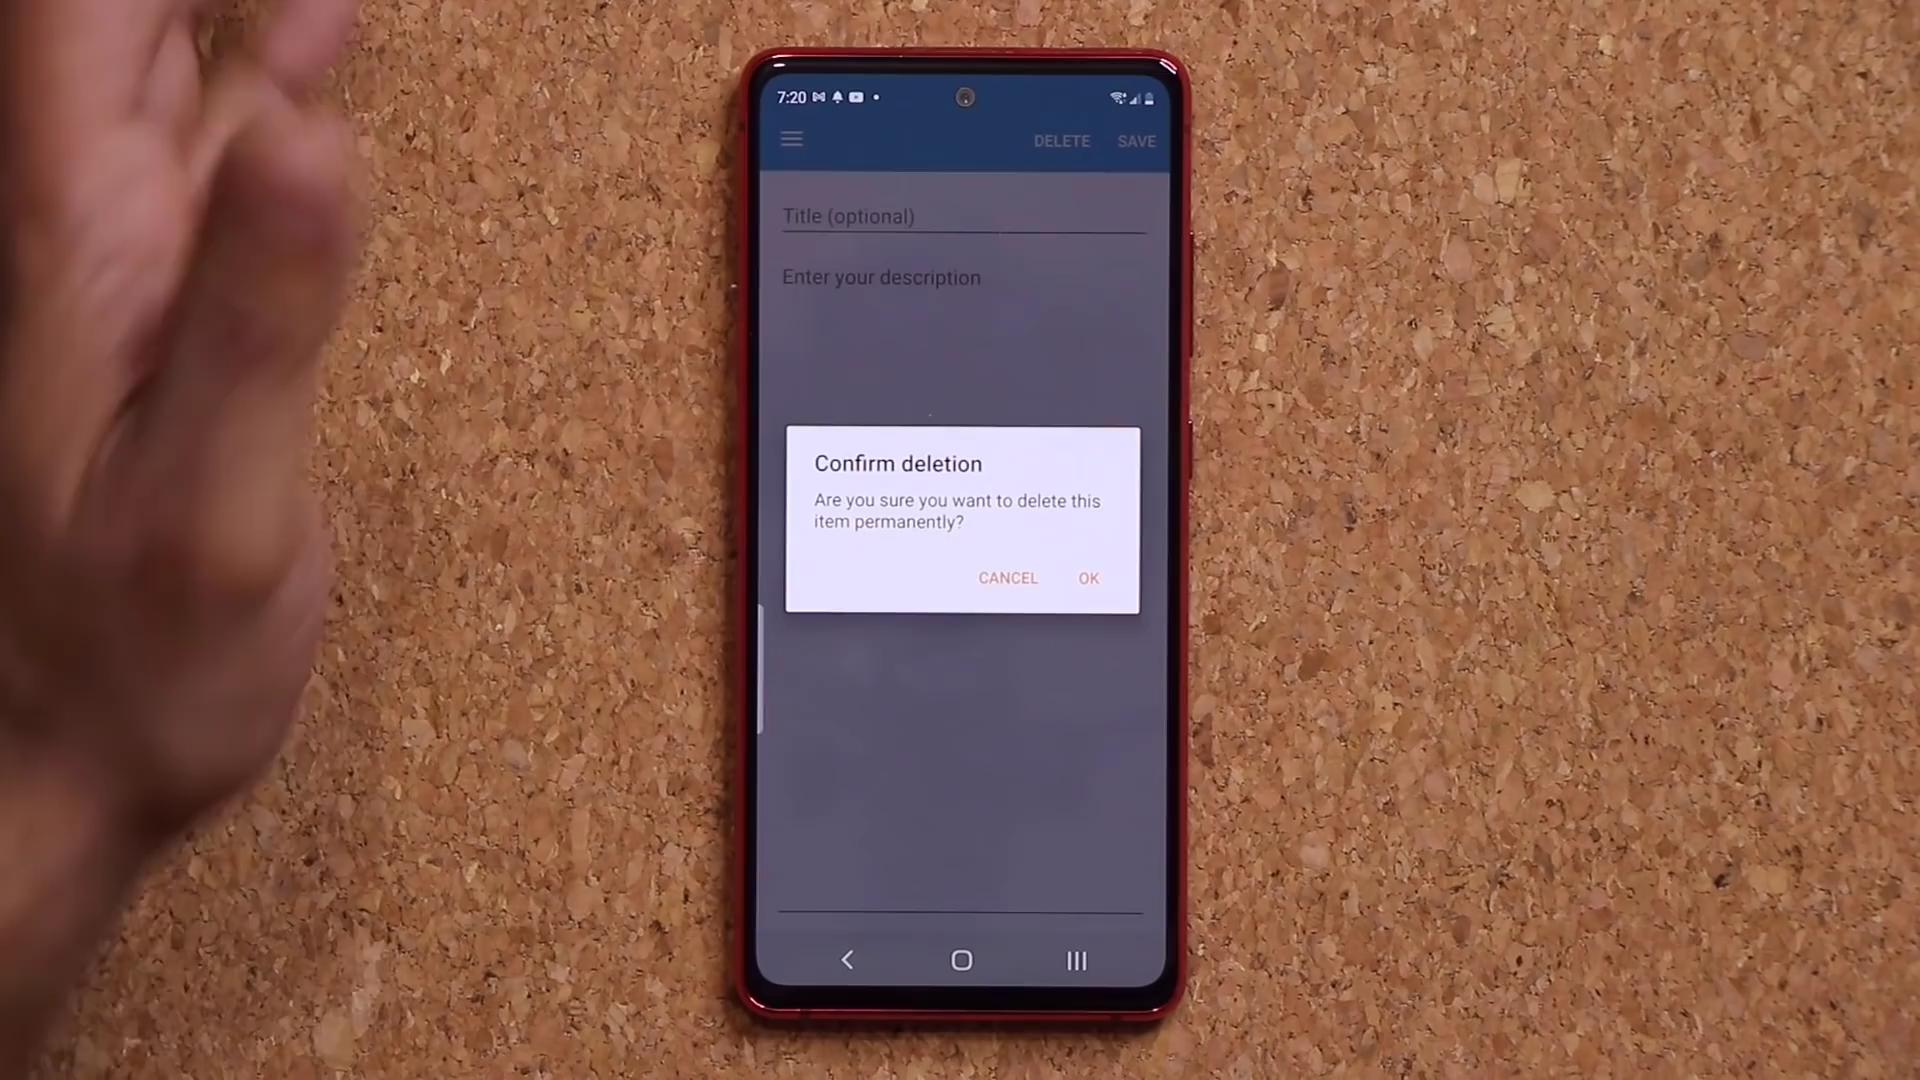 7:20
DELETE SAVE
Title (optional)
Enter your description
Confirm deletion
Are you sure you want to delete this
item permanently?
CANCEL OK